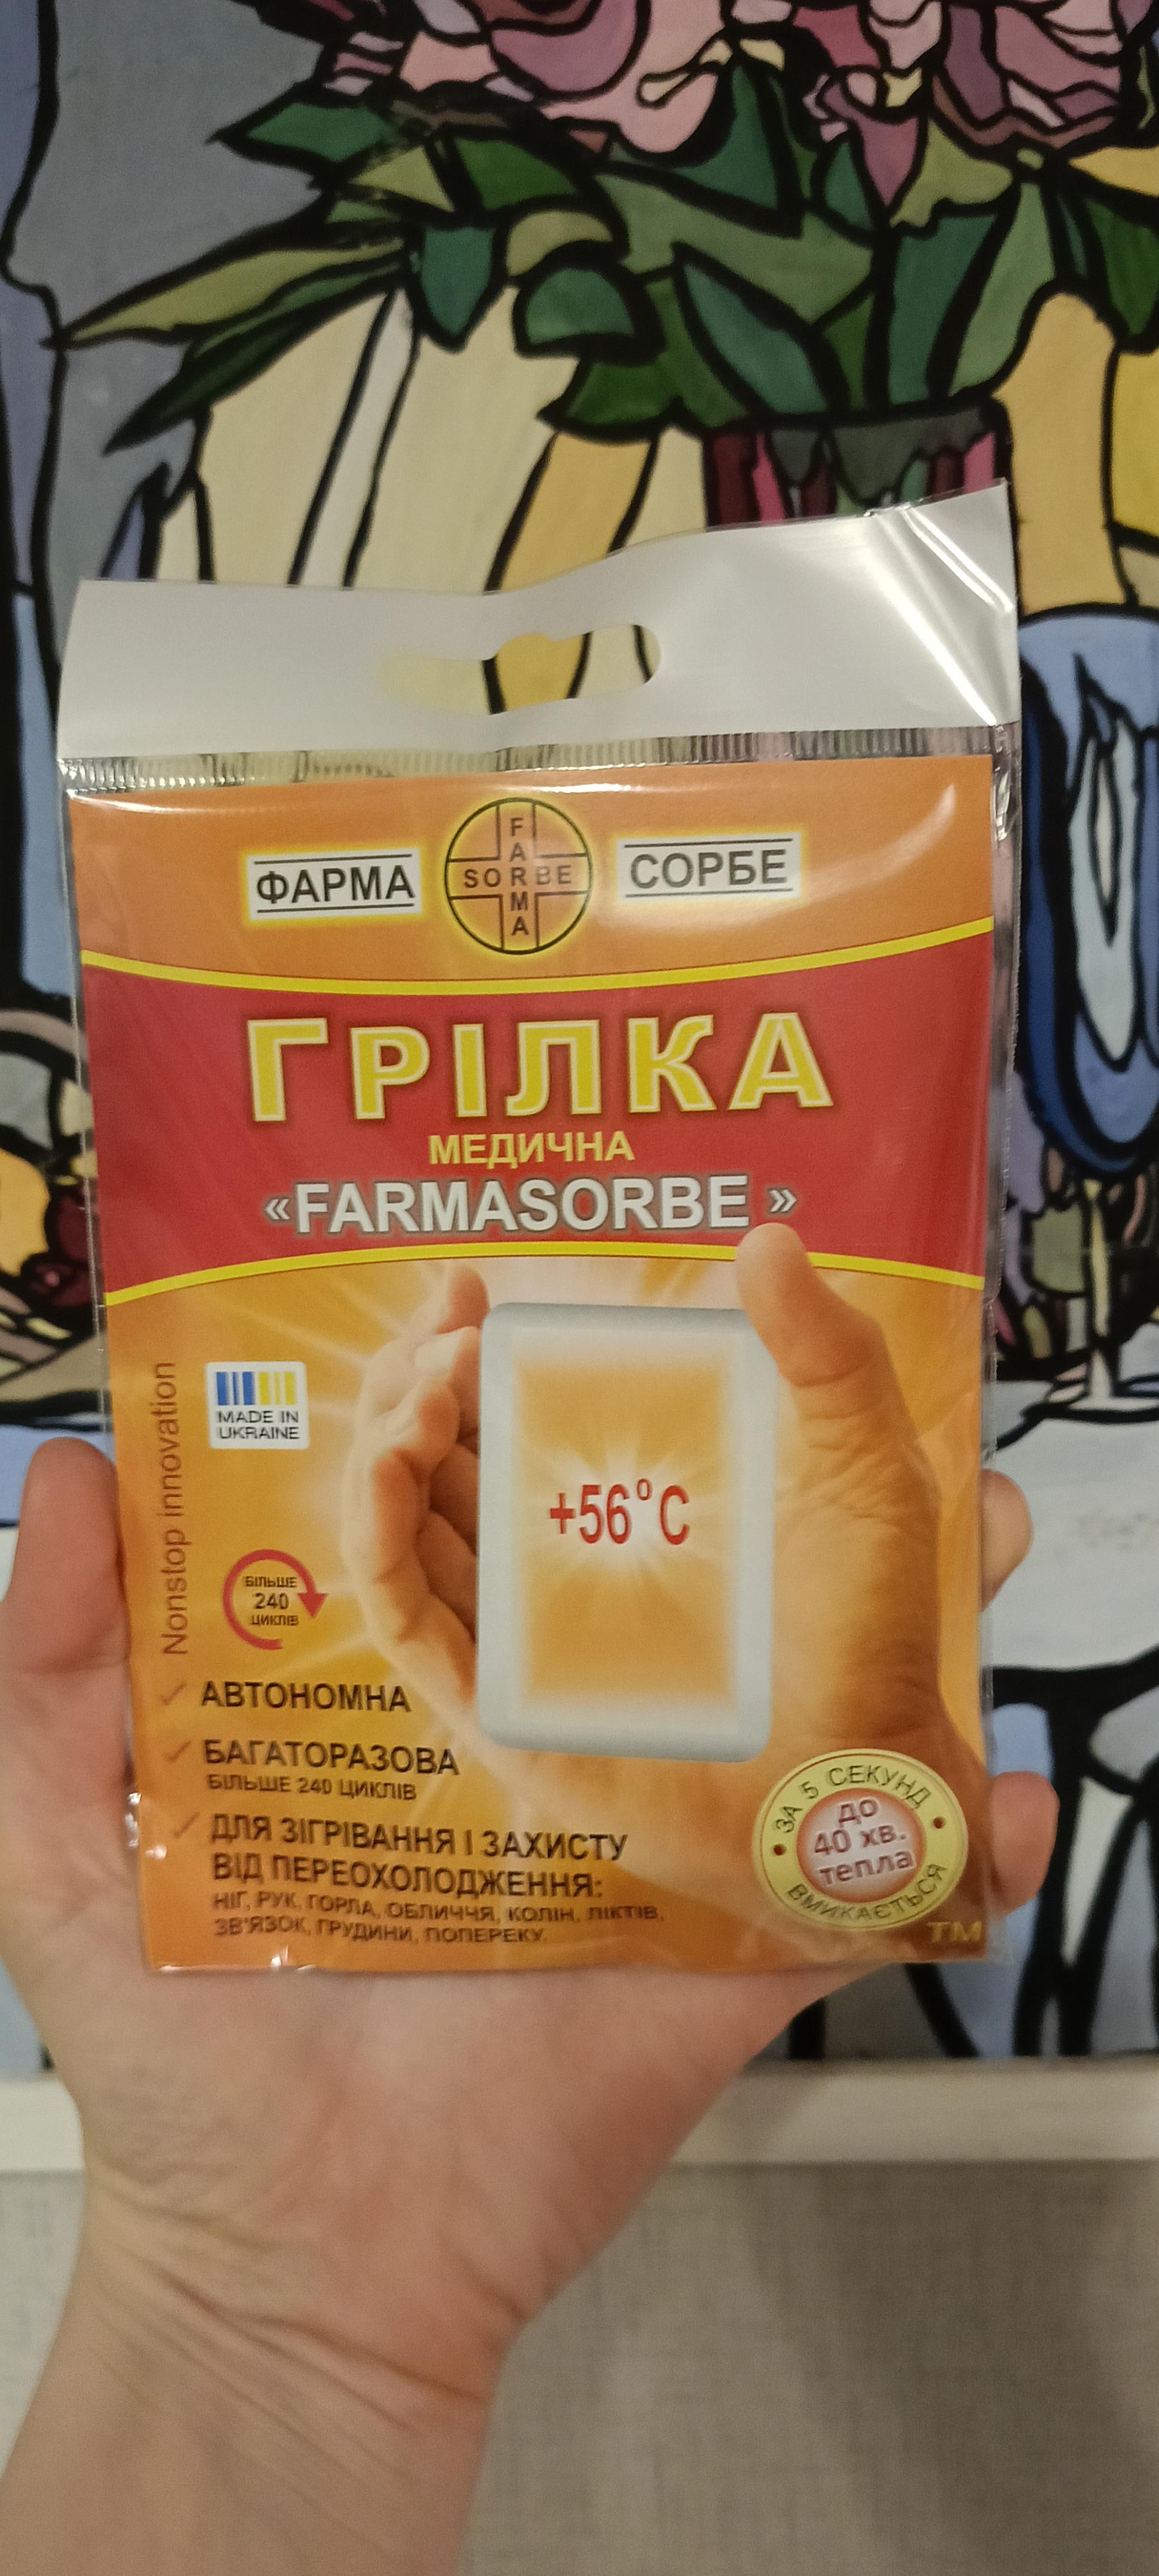 ФАРМА
FARMA
SORBE
СОРБЕ
ГРІЛКА
МЕДИЧНА
«FARMASORBE»
Nonstop innovation
MADE IN
UKRAINE
+56°C
БІЛЬШЕ
240
ЦИКЛІВ
АВТОНОМНА
БАГАТОРАЗОВА
БІЛЬШЕ 240 ЦИКЛІВ
ДЛЯ ЗІГРІВАННЯ І ЗАХИСТУ
ВІД ПЕРЕОХОЛОДЖЕННЯ:
НІГ, РУК, ГОРЛА, ОБЛИЧЧЯ, КОЛІН, ЛІКТІВ,
ЗВ'ЯЗОК, ГРУДИНИ, ПОПЕРЕКУ.
ЗА 5 СЕКУНД
до
40 хв.
тепла
ВМИКАЄТЬСЯ
TM